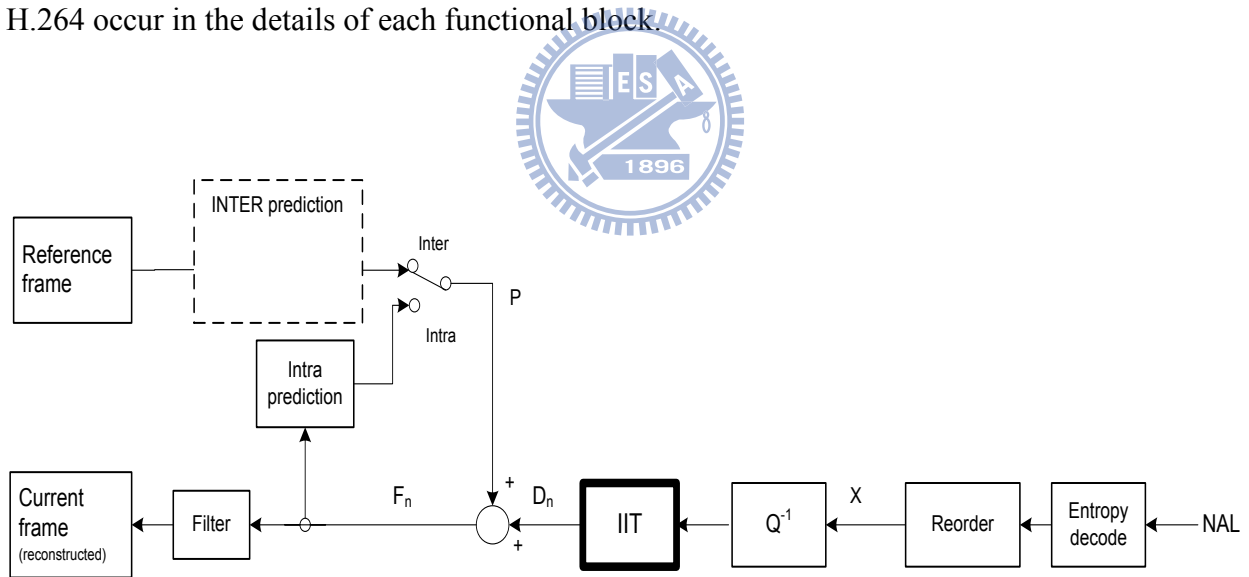 H.264 occur in the details of each functional block.
E S A
1896
INTER prediction
Reference
frame
Inter
P
Intra
Intra
prediction
Current
frame
(reconstructed)
Filter
Fn
+
Dn
+
IIT
Q-1
X
Reorder
Entropy
decode
NAL